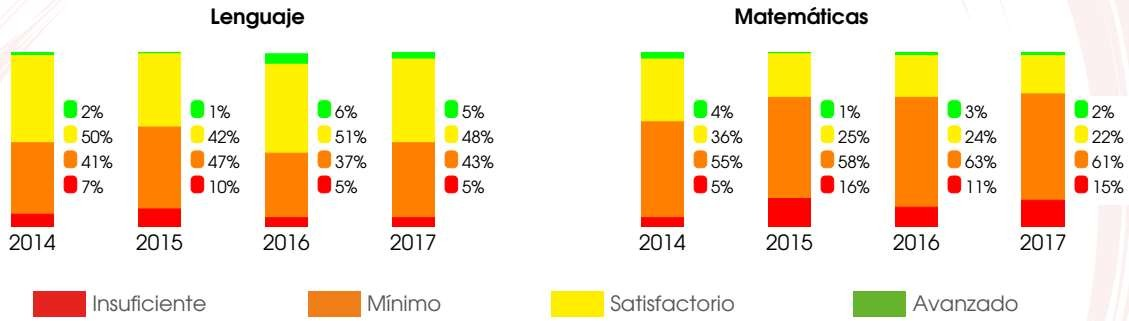 Lenguaje
Matemáticas
2% 1% 6% 5% 4% 1% 3% 2%
50% 42% 51% 48% 36% 25% 24% 22%
41% 47% 37% 43% 55% 58% 63% 61%
7% 10% 5% 5% 5% 16% 11% 15%
2014 2015 2016 2017 2014 2015 2016 2017
Insuficiente Mínimo Satisfactorio Avanzado